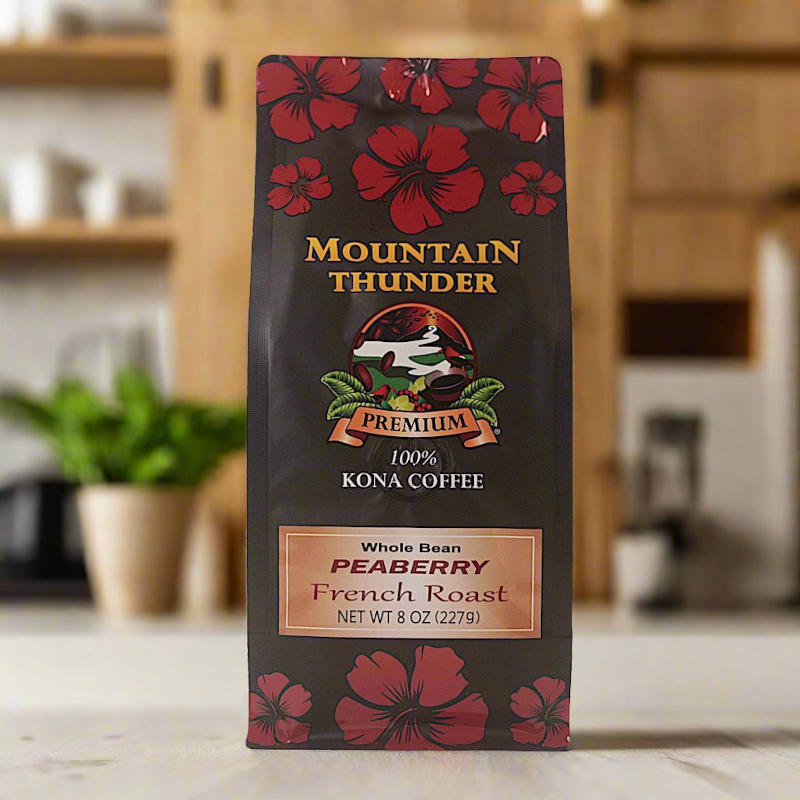 MOUNTAIN
THUNDER
PREMIUM
®
100%
KONA COFFEE
Whole Bean
PEABERRY
French Roast
NET WT 8 OZ (227g)